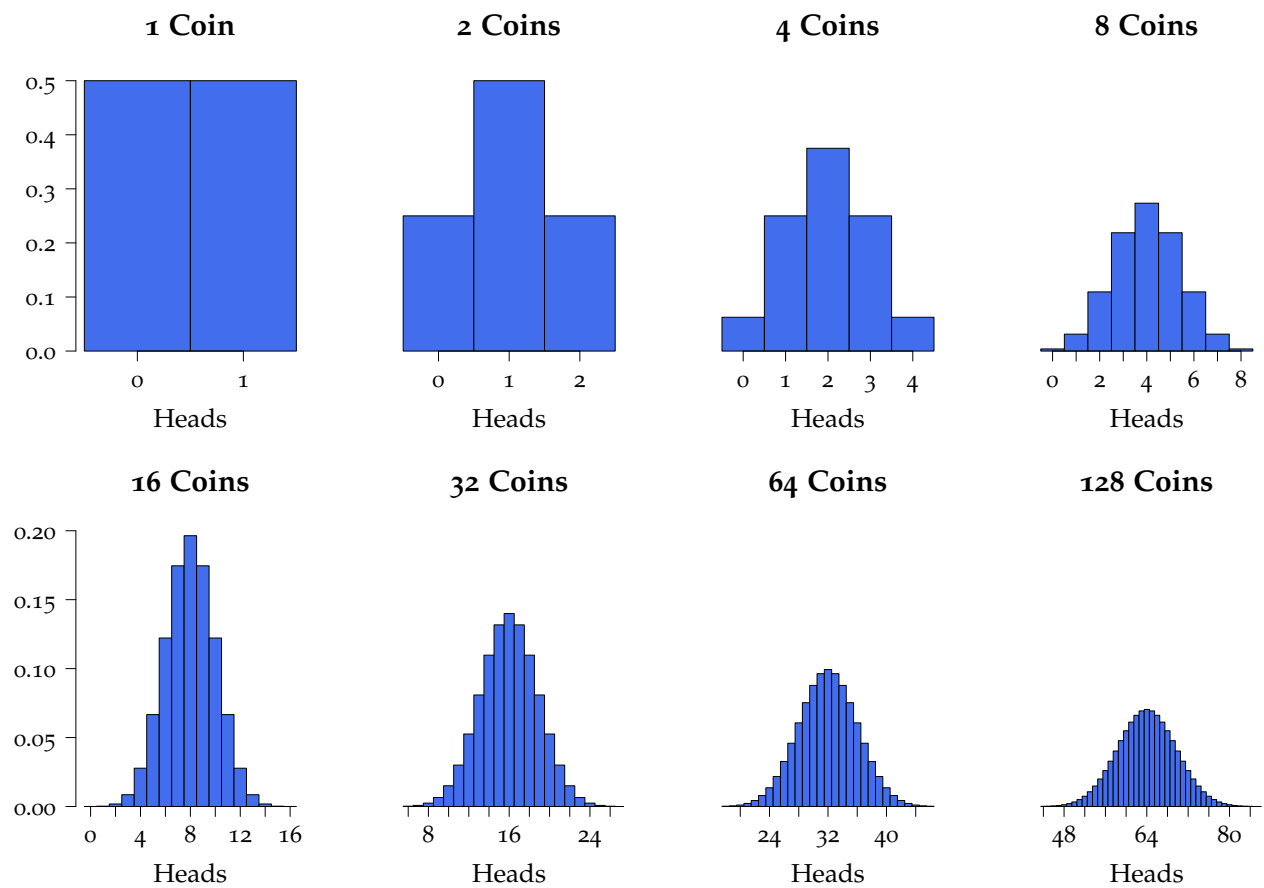 1 Coin 2 Coins 4 Coins 8 Coins
0.5
0.4
0.3
0.2
0.1
0.0
0 1 0 1 2 0 1 2 3 4 0 2 4 6 8
Heads Heads Heads Heads
16 Coins 32 Coins 64 Coins 128 Coins
0.20
0.15
0.10
0.05
0.00
0 4 8 12 16 8 16 24 24 32 40 48 64 80
Heads Heads Heads Heads